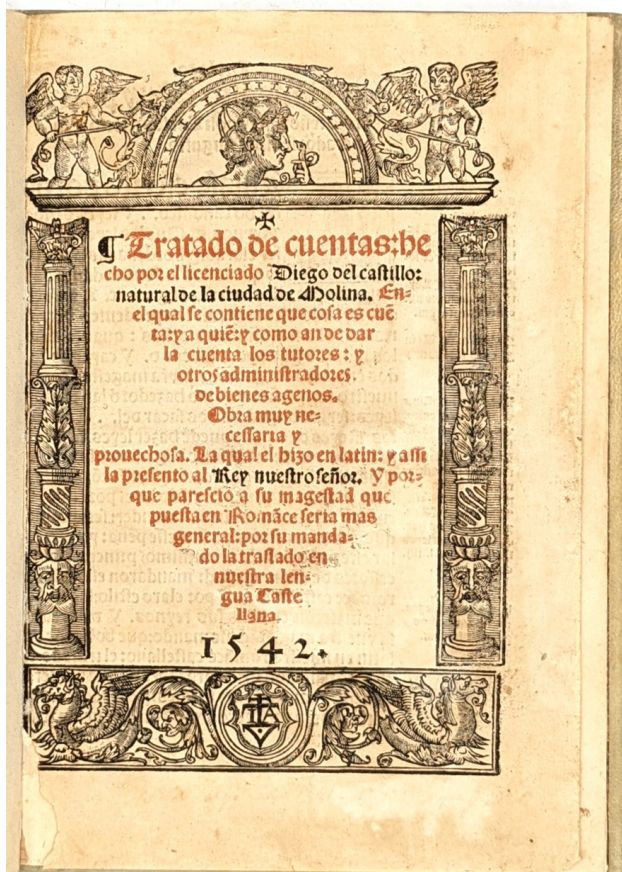 ✠
¶ Tratado de cuentas: he
cho por el licenciado Diego del castillo:
natural de la ciudad de Molina. En=
el qual se contiene que cosa es cuẽ
ta: y a quiẽ: y como an de dar
la cuenta los tutores: y
otros administradores
de bienes agenos.
Obra muy ne=
cessaria y
prouechosa. La qual el hizo en latin: y assi
la presento al Rey nuestro señor. Y por=
que parescio a su magestad que
puesta en Romãce seria mas
general: por su manda=
do la traslado en
nuestra len=
gua Caste
llana.
1542.